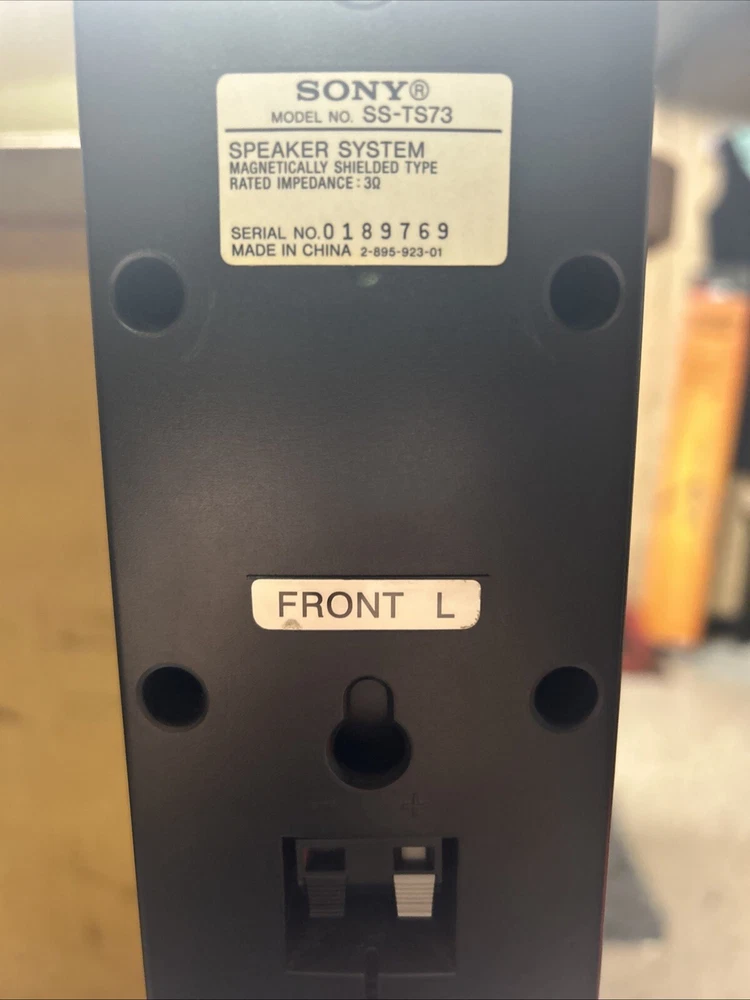 SONY®
MODEL NO. SS-TS73
SPEAKER SYSTEM
MAGNETICALLY SHIELDED TYPE
RATED IMPEDANCE: 3Ω
SERIAL NO. 0189769
MADE IN CHINA 2-895-923-01
FRONT L
− +